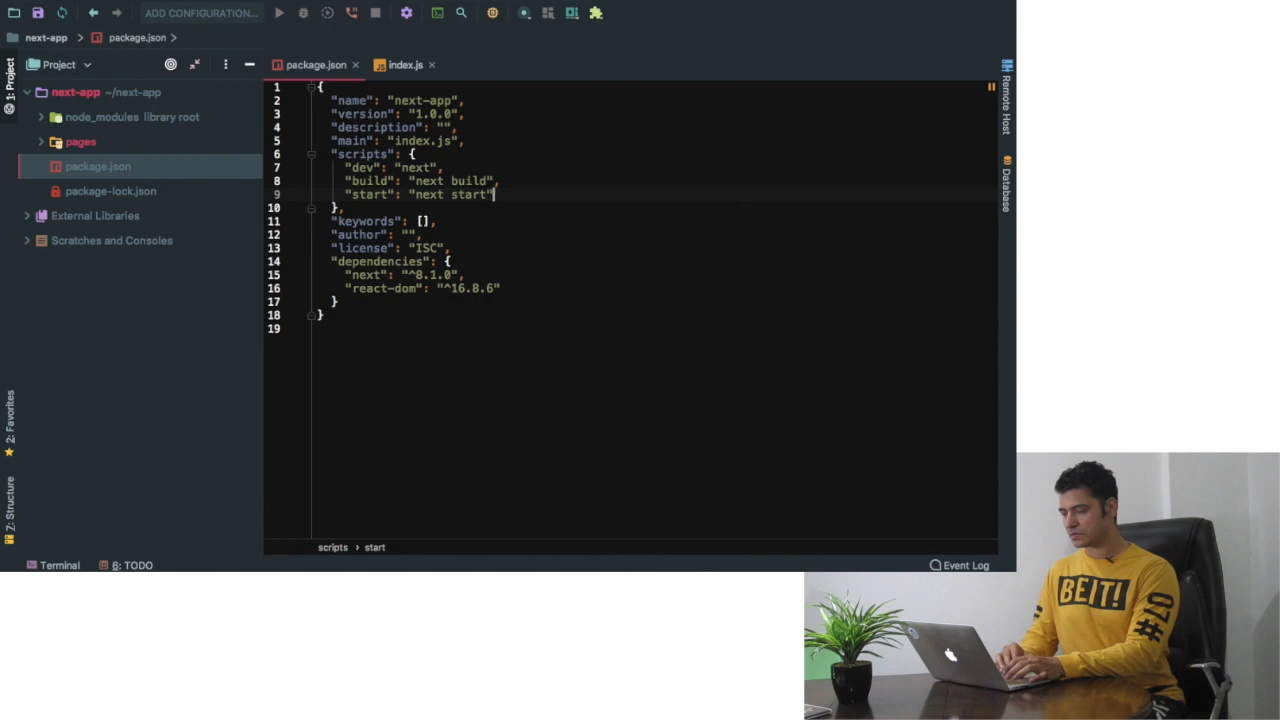 ADD CONFIGURATION...
next-app > package.json >
1: Project
Project
package.json ×
index.js ×
next-app ~/next-app
node_modules library root
pages
package.json
package-lock.json
External Libraries
Scratches and Consoles
1 {
2 "name": "next-app",
3 "version": "1.0.0",
4 "description": "",
5 "main": "index.js",
6 "scripts": {
7 "dev": "next",
8 "build": "next build",
9 "start": "next start"
10 },
11 "keywords": [],
12 "author": "",
13 "license": "ISC",
14 "dependencies": {
15 "next": "^8.1.0",
16 "react-dom": "^16.8.6"
17 }
18 }
19
Remote Host
Database
2: Favorites
Z: Structure
scripts > start
Terminal
6: TODO
Event Log
BEIT!
#07